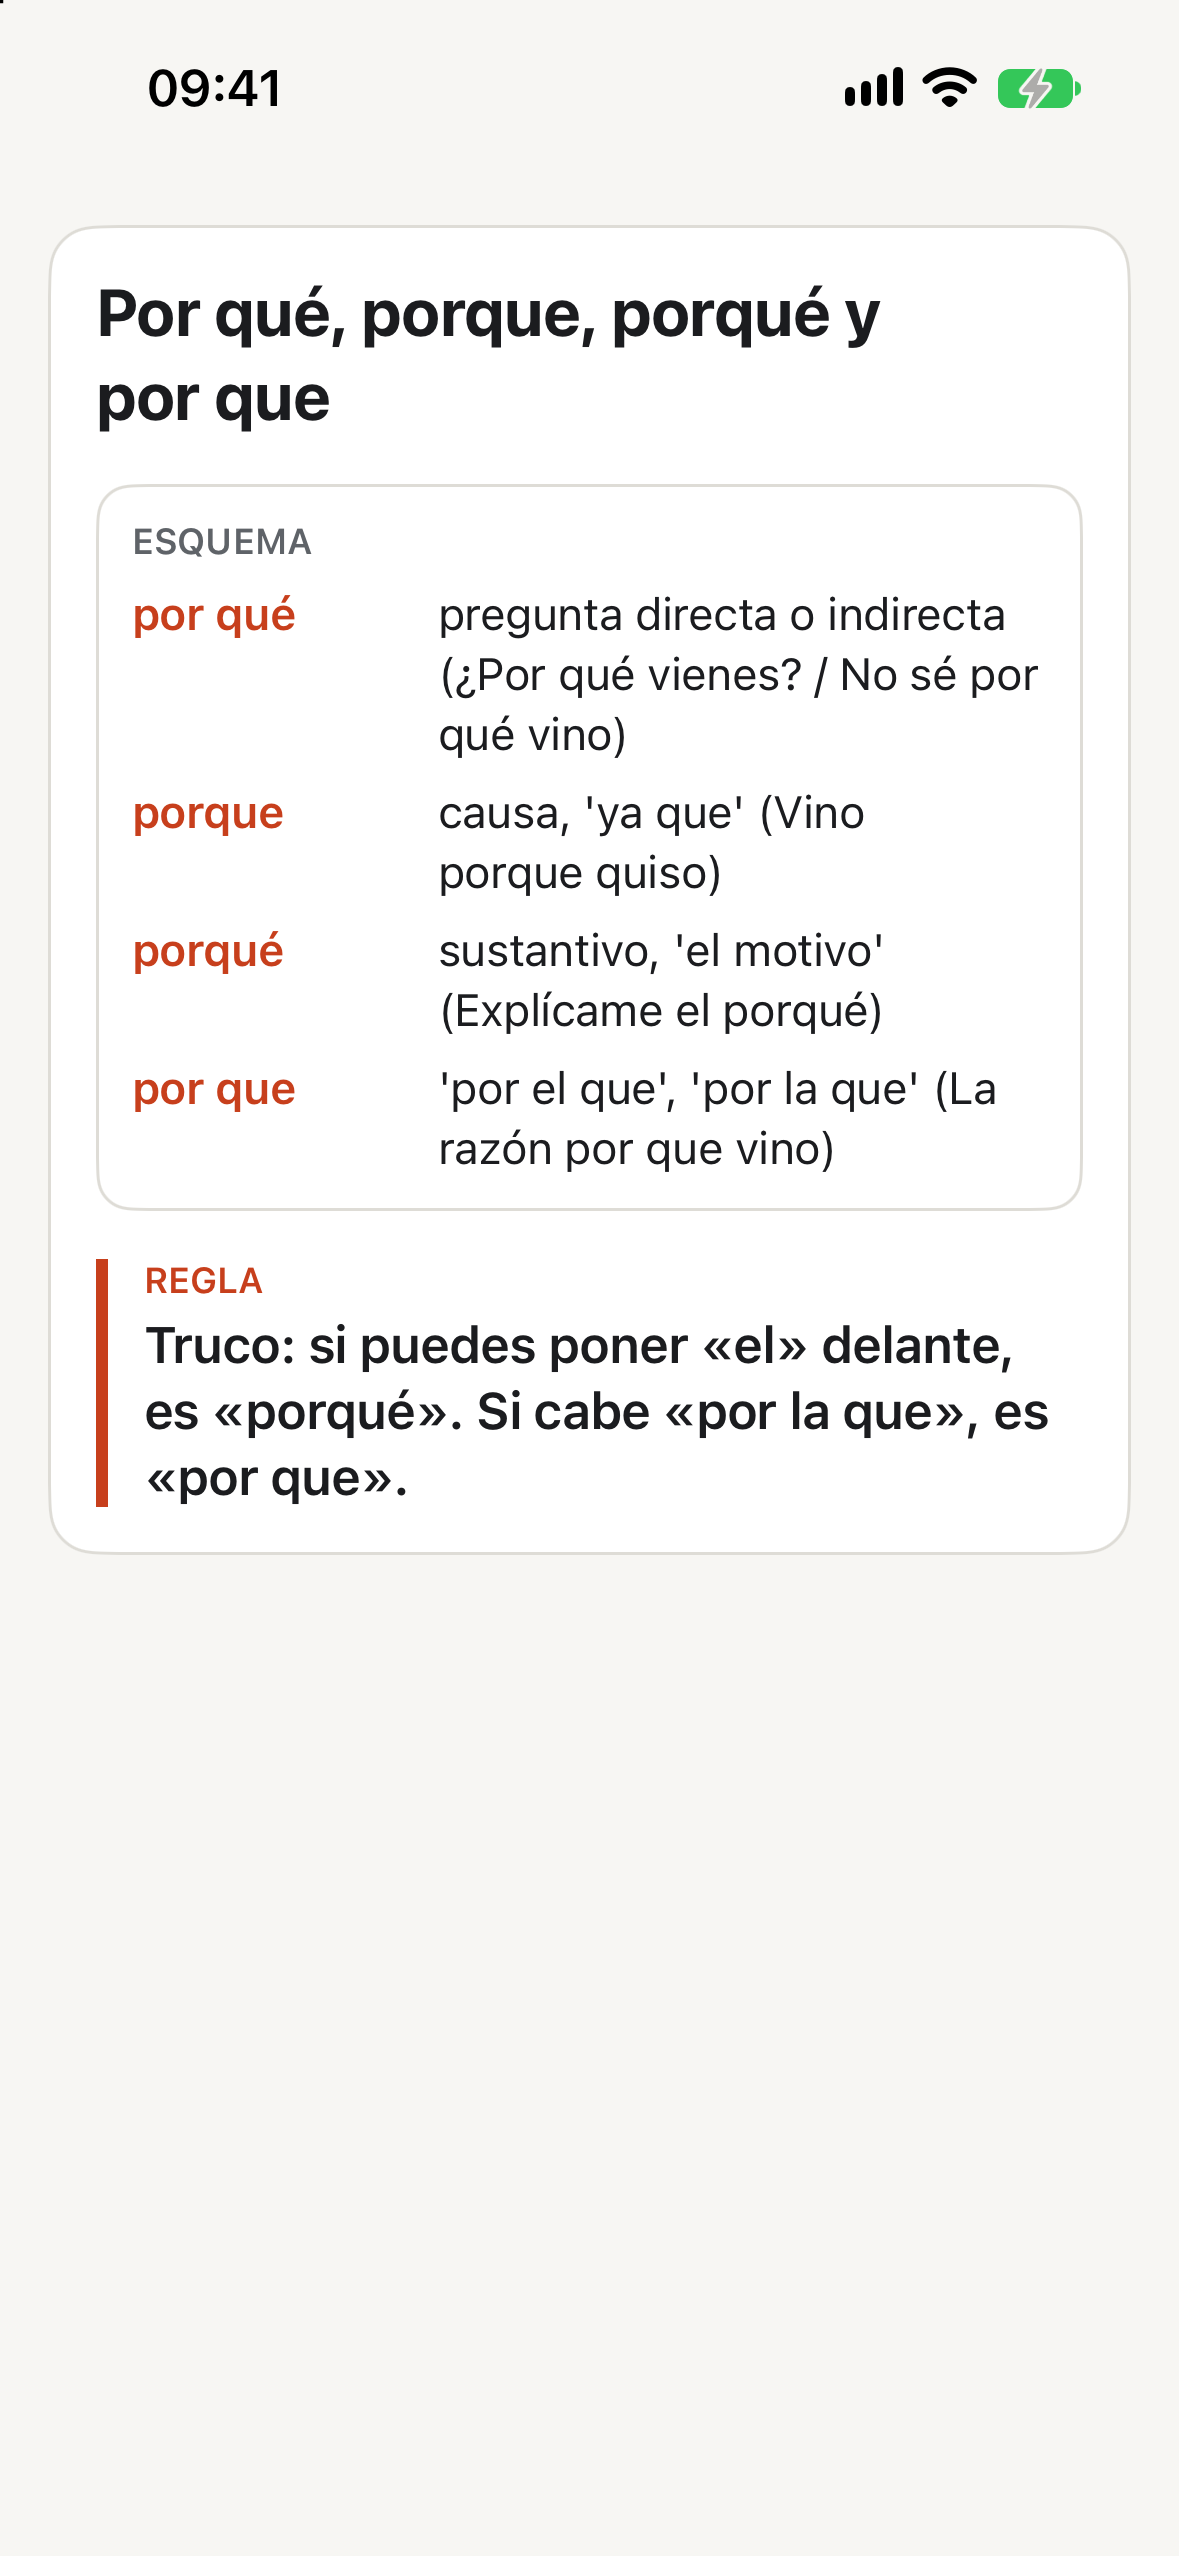 09:41
Por qué, porque, porqué y
por que
ESQUEMA
por qué pregunta directa o indirecta
(¿Por qué vienes? / No sé por
qué vino)
porque causa, 'ya que' (Vino
porque quiso)
porqué sustantivo, 'el motivo'
(Explícame el porqué)
por que 'por el que', 'por la que' (La
razón por que vino)
REGLA
Truco: si puedes poner «el» delante,
es «porqué». Si cabe «por la que», es
«por que».